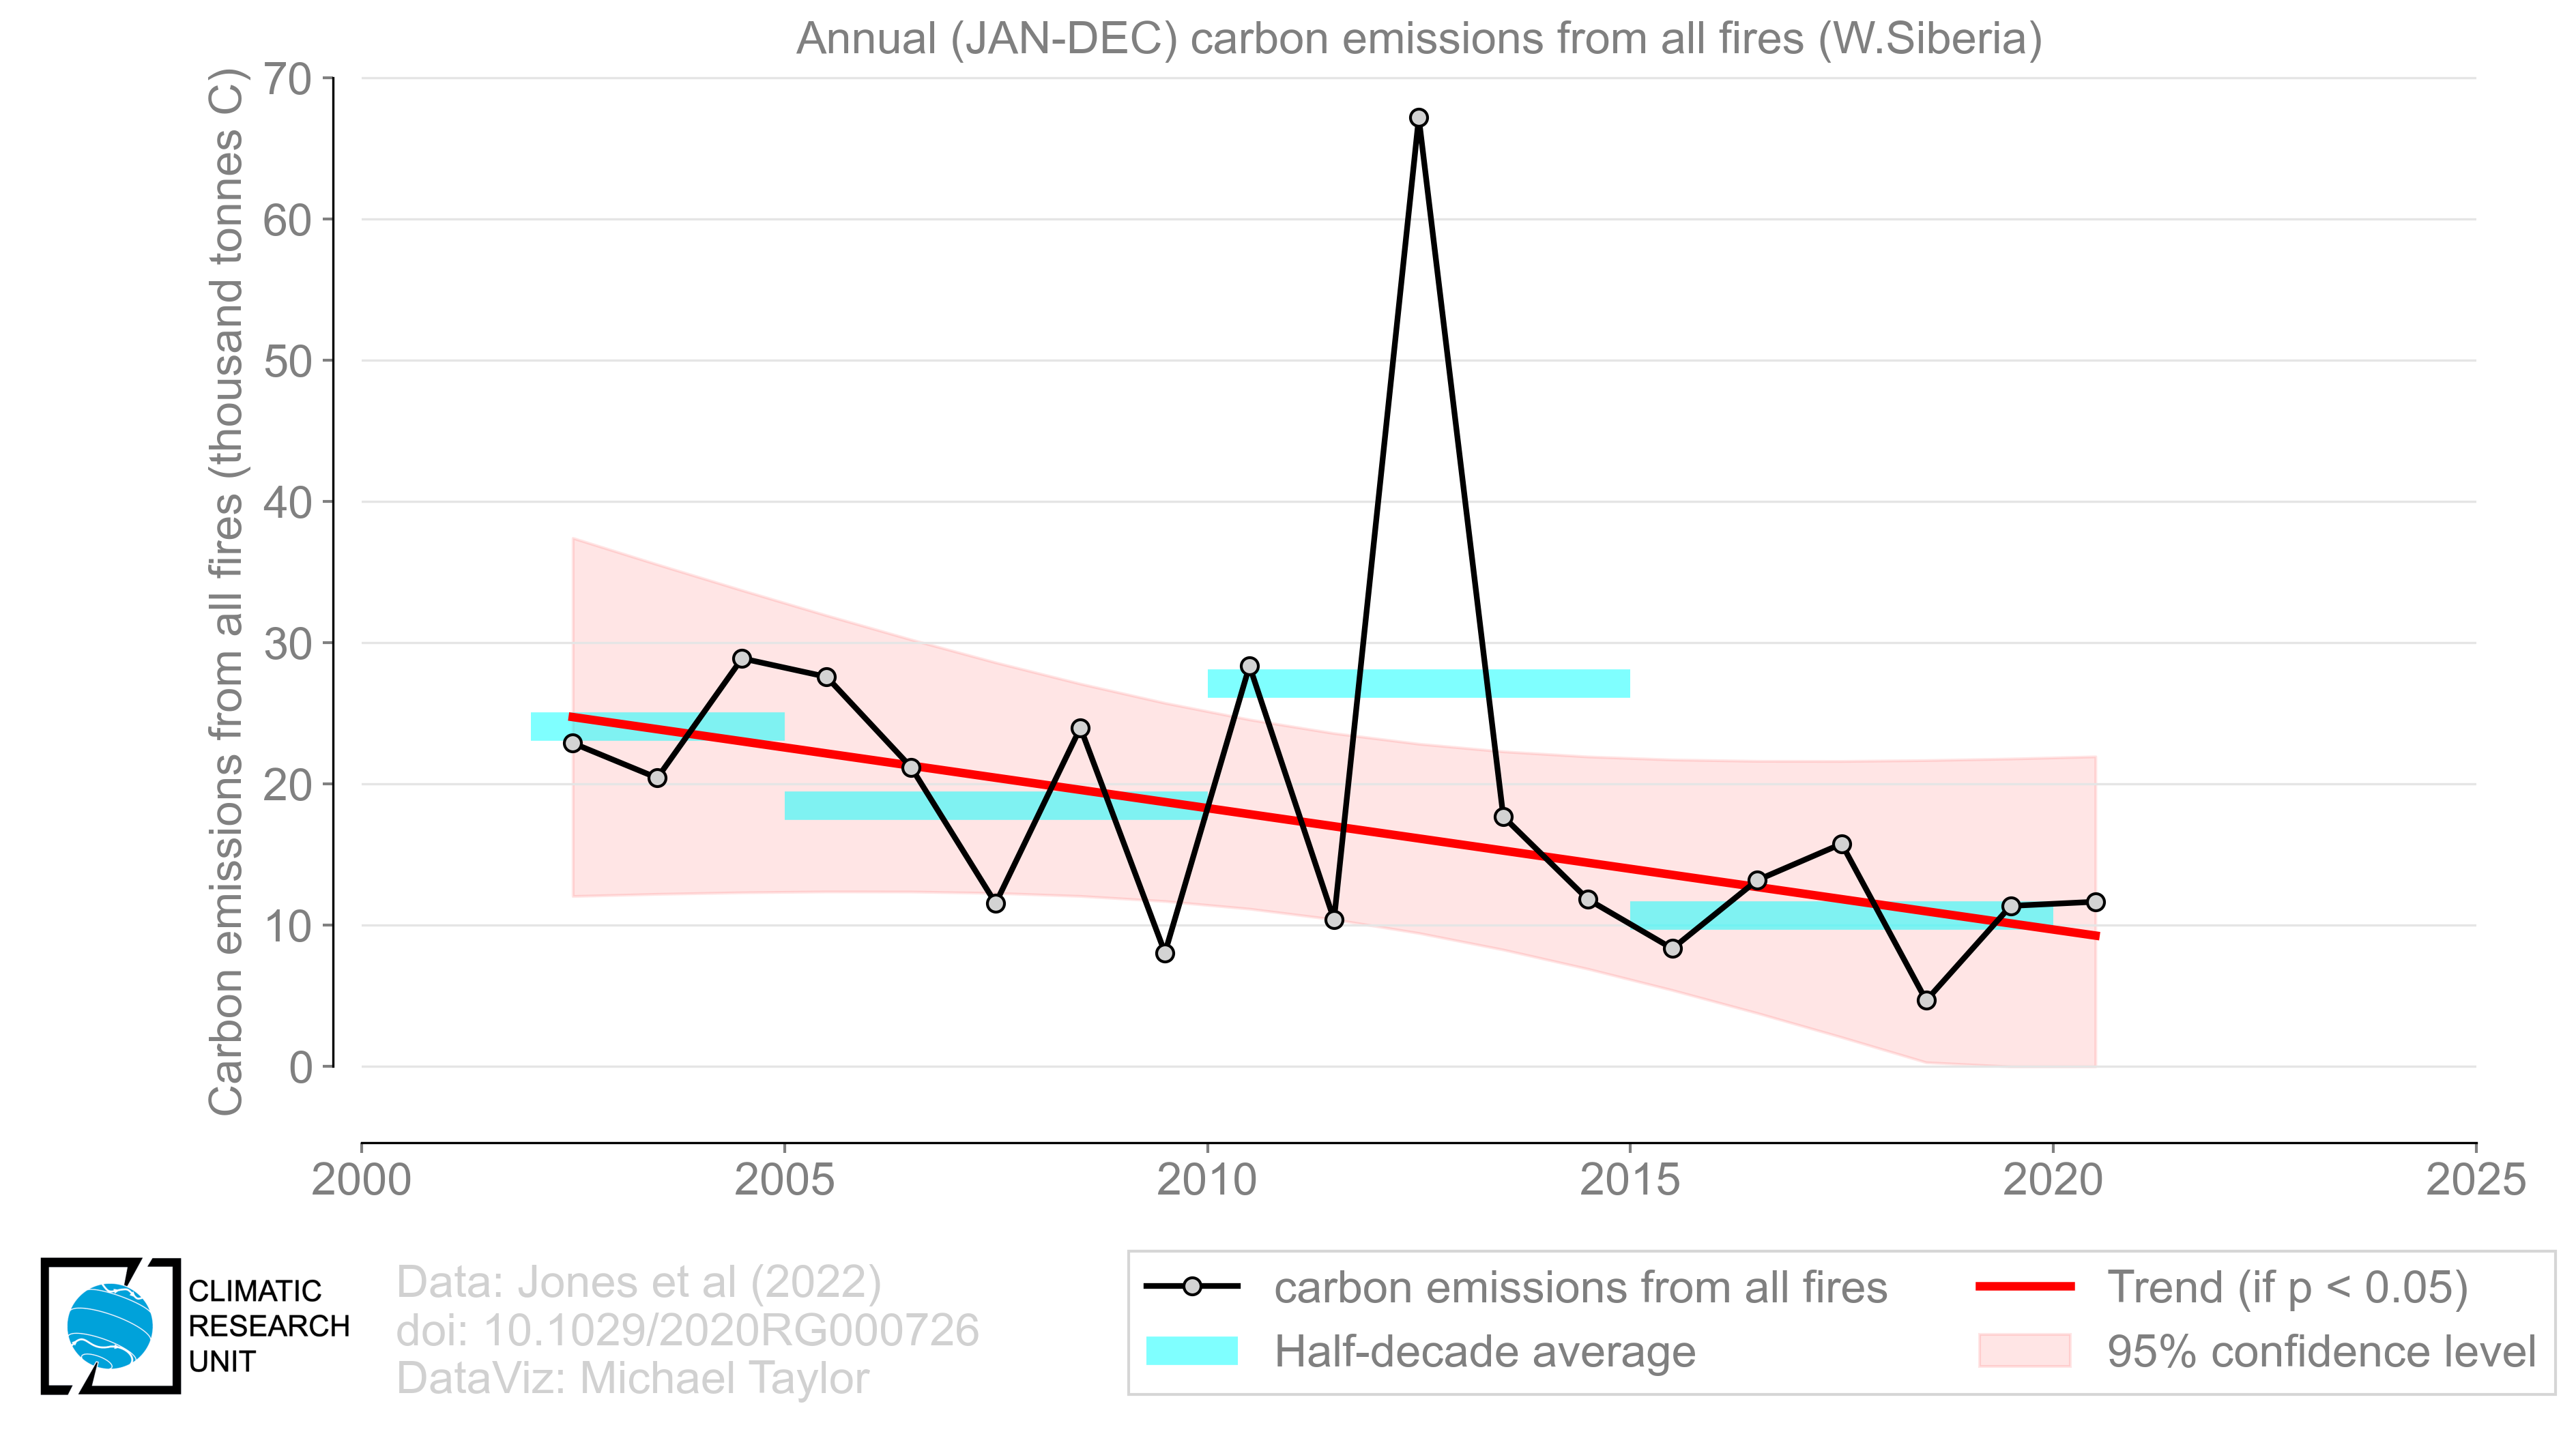 Annual (JAN-DEC) carbon emissions from all fires (W.Siberia)
Carbon emissions from all fires (thousand tonnes C)
70
60
50
40
30
20
10
0
2000 2005 2010 2015 2020 2025
CLIMATIC
RESEARCH
UNIT
Data: Jones et al (2022)
doi: 10.1029/2020RG000726
DataViz: Michael Taylor
carbon emissions from all fires
Half-decade average
Trend (if p < 0.05)
95% confidence level